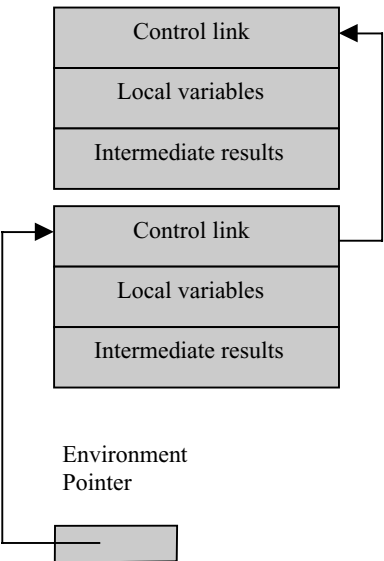 Control link
Local variables
Intermediate results
Control link
Local variables
Intermediate results
Environment
Pointer